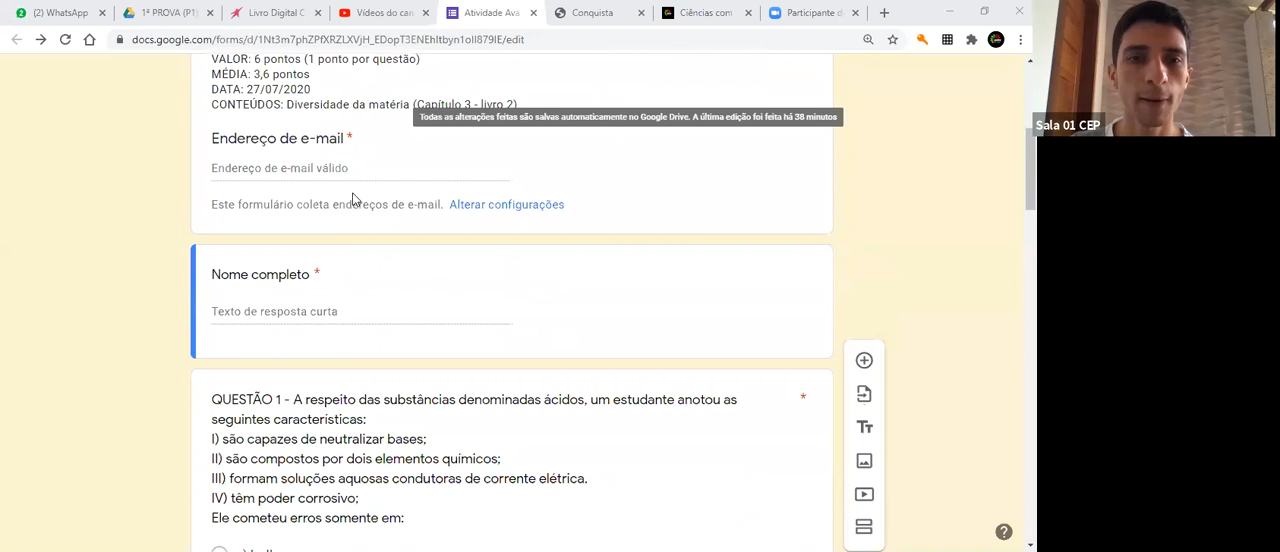 (2) WhatsApp
1ª PROVA (P1)
Livro Digital C
Vídeos do can
Atividade Ava
Conquista
Ciências com
Participante d
docs.google.com/forms/d/1Nt3m7phZPfXRZLXVjH_EDopT3ENEhltbyn1oIl879IE/edit
VALOR: 6 pontos (1 ponto por questão)
MÉDIA: 3,6 pontos
DATA: 27/07/2020
CONTEÚDOS: Diversidade da matéria (Capítulo 3 - livro 2)
Todas as alterações feitas são salvas automaticamente no Google Drive. A última edição foi feita há 38 minutos
Endereço de e-mail *
Endereço de e-mail válido
Este formulário coleta endereços de e-mail. Alterar configurações
Nome completo *
Texto de resposta curta
QUESTÃO 1 - A respeito das substâncias denominadas ácidos, um estudante anotou as *
seguintes características:
I) são capazes de neutralizar bases;
II) são compostos por dois elementos químicos;
III) formam soluções aquosas condutoras de corrente elétrica.
IV) têm poder corrosivo;
Ele cometeu erros somente em:
Sala 01 CEP